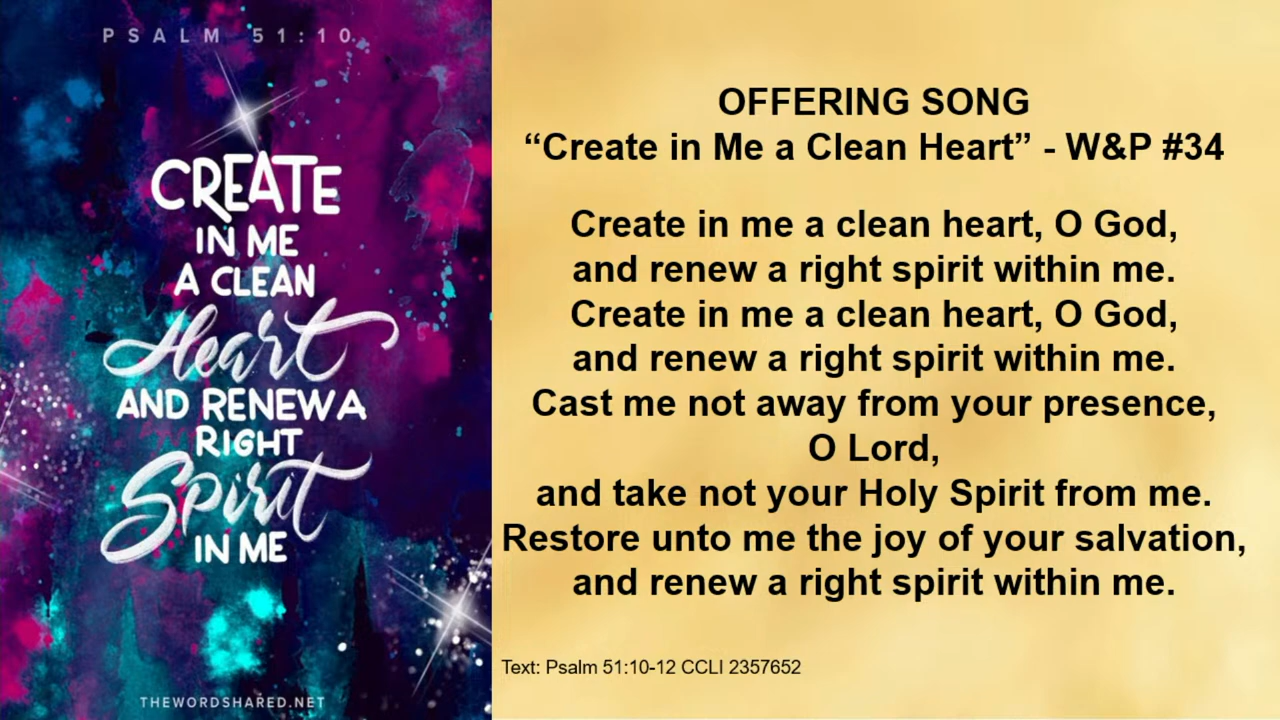 PSALM 51:10
CREATE
IN ME
A CLEAN
Heart
AND RENEW A
RIGHT
Spirit
IN ME
THEWORDSHARED.NET
OFFERING SONG
“Create in Me a Clean Heart” - W&P #34
Create in me a clean heart, O God,
and renew a right spirit within me.
Create in me a clean heart, O God,
and renew a right spirit within me.
Cast me not away from your presence,
O Lord,
and take not your Holy Spirit from me.
Restore unto me the joy of your salvation,
and renew a right spirit within me.
Text: Psalm 51:10-12 CCLI 2357652